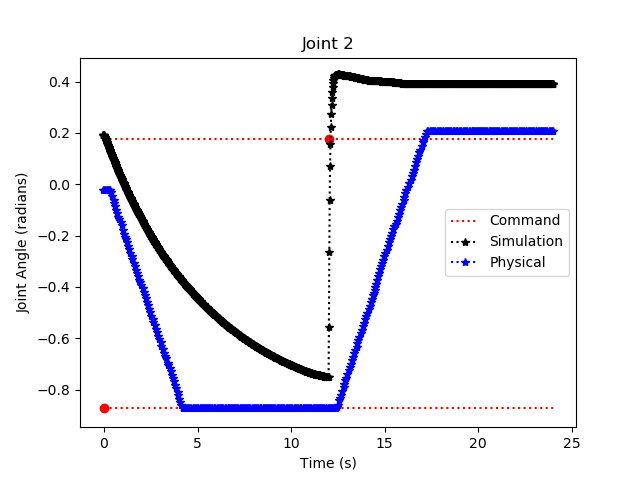 Joint 2
Joint Angle (radians)
0.4
0.2
0.0
−0.2
−0.4
−0.6
−0.8
Command
Simulation
Physical
0 5 10 15 20 25
Time (s)